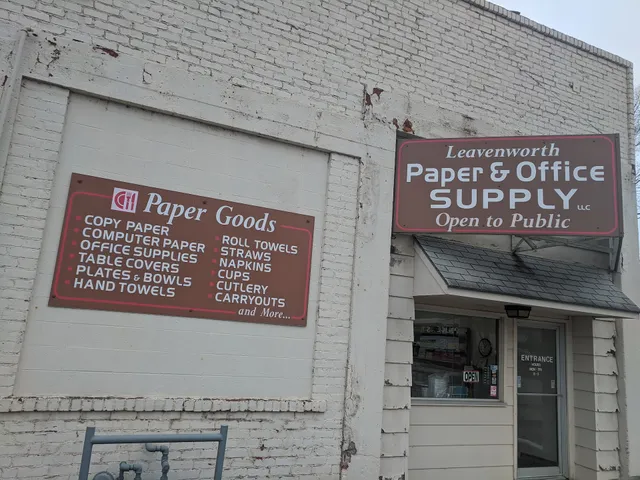 Paper Goods
• COPY PAPER
• COMPUTER PAPER
• OFFICE SUPPLIES
• TABLE COVERS
• PLATES & BOWLS
• HAND TOWELS
• ROLL TOWELS
• STRAWS
• NAPKINS
• CUPS
• CUTLERY
• CARRYOUTS
and More...
Leavenworth
Paper & Office
SUPPLY LLC
Open to Public
OPEN
ENTRANCE